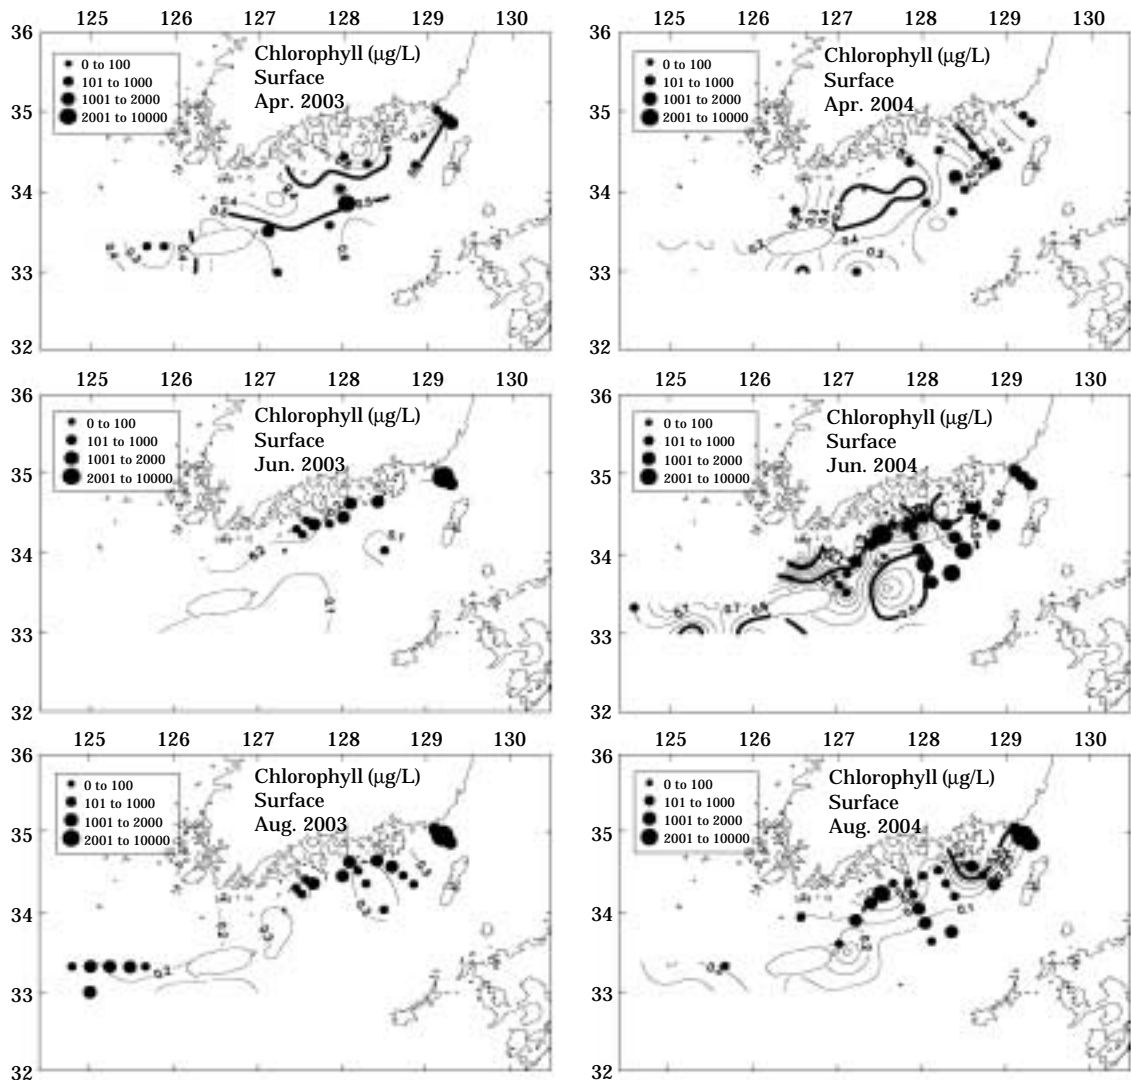 125 126 127 128 129 130
36
35
34
33
32
0 to 100
101 to 1000
1001 to 2000
2001 to 10000
Chlorophyll (μg/L)
Surface
Apr. 2003
125 126 127 128 129 130
36
35
34
33
32
0 to 100
101 to 1000
1001 to 2000
2001 to 10000
Chlorophyll (μg/L)
Surface
Apr. 2004
125 126 127 128 129 130
36
35
34
33
32
0 to 100
101 to 1000
1001 to 2000
2001 to 10000
Chlorophyll (μg/L)
Surface
Jun. 2003
125 126 127 128 129 130
36
35
34
33
32
0 to 100
101 to 1000
1001 to 2000
2001 to 10000
Chlorophyll (μg/L)
Surface
Jun. 2004
125 126 127 128 129 130
36
35
34
33
32
0 to 100
101 to 1000
1001 to 2000
2001 to 10000
Chlorophyll (μg/L)
Surface
Aug. 2003
125 126 127 128 129 130
36
35
34
33
32
0 to 100
101 to 1000
1001 to 2000
2001 to 10000
Chlorophyll (μg/L)
Surface
Aug. 2004